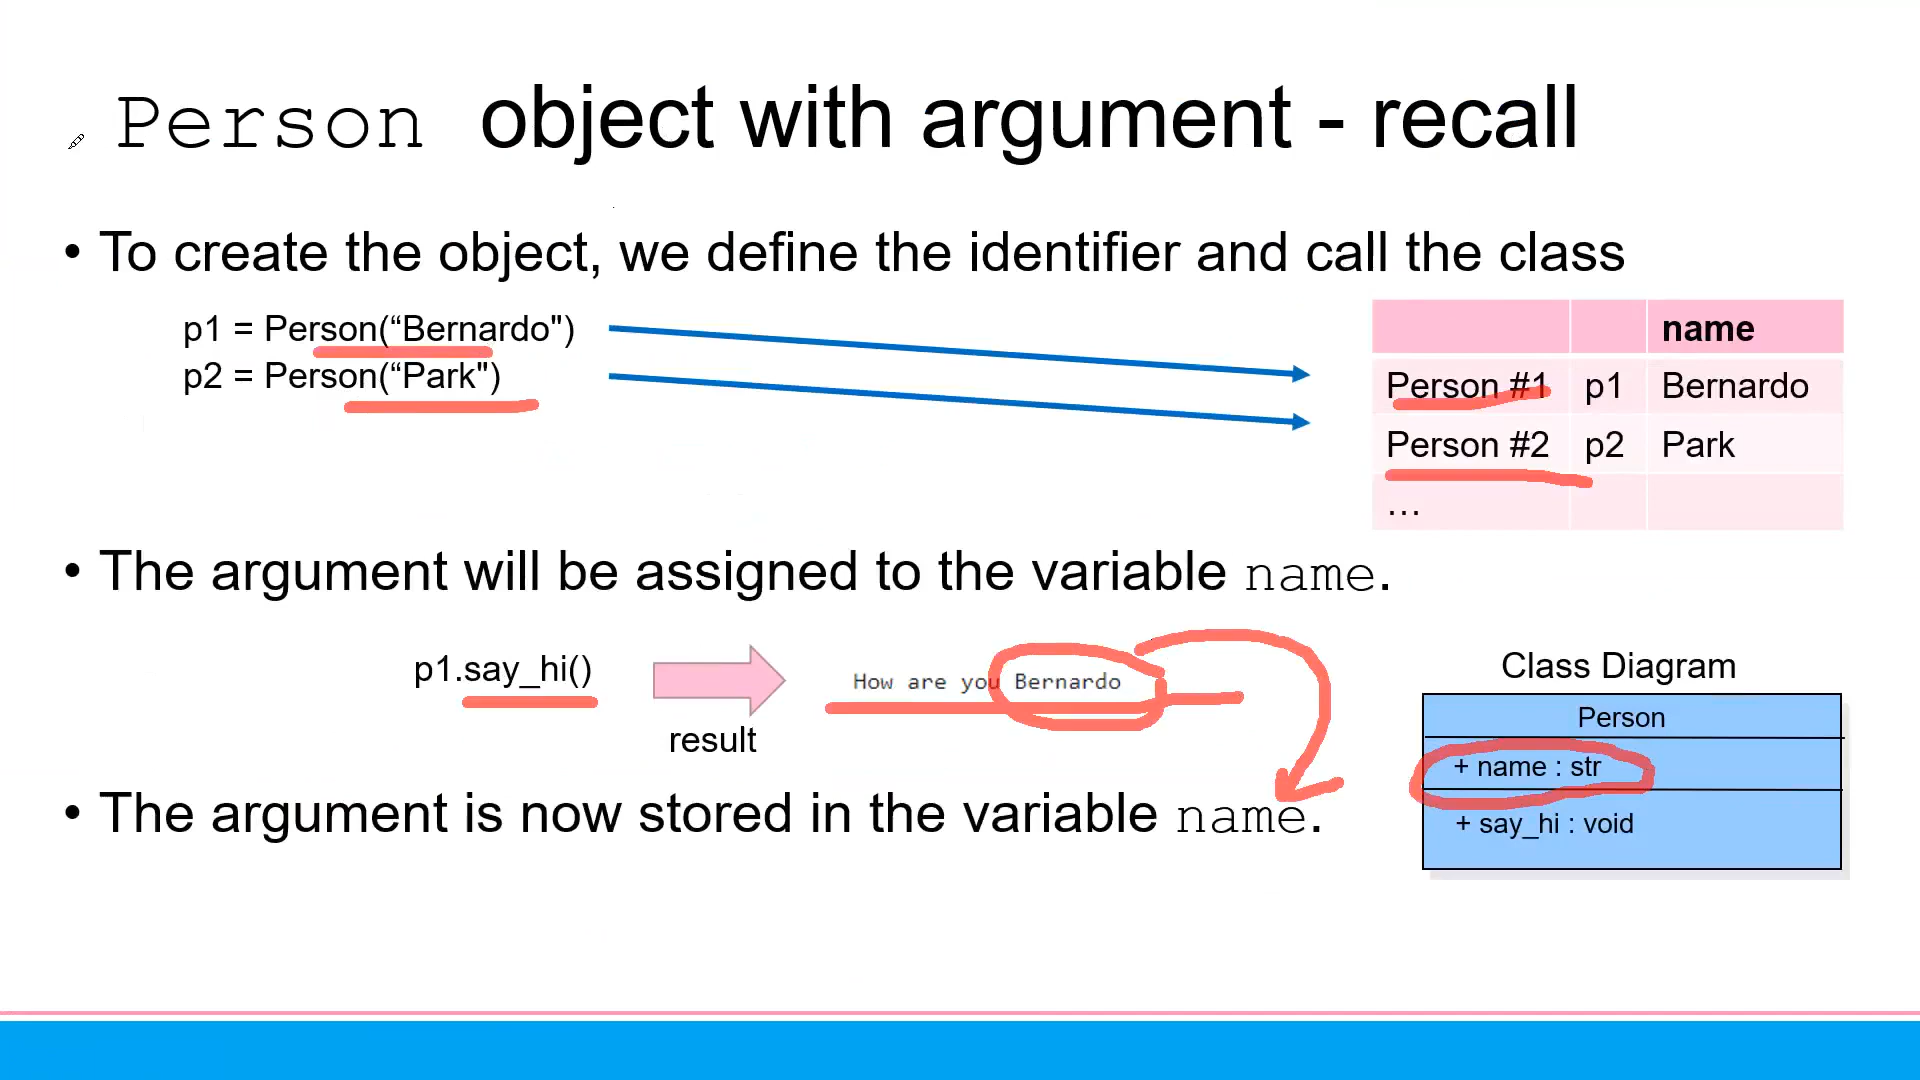 Person object with argument - recall
• To create the object, we define the identifier and call the class
p1 = Person(“Bernardo")
p2 = Person(“Park")
name
Person #1 p1 Bernardo
Person #2 p2 Park
…
• The argument will be assigned to the variable name.
p1.say_hi()
result
How are you Bernardo
Class Diagram
Person
+ name : str
+ say_hi : void
• The argument is now stored in the variable name.